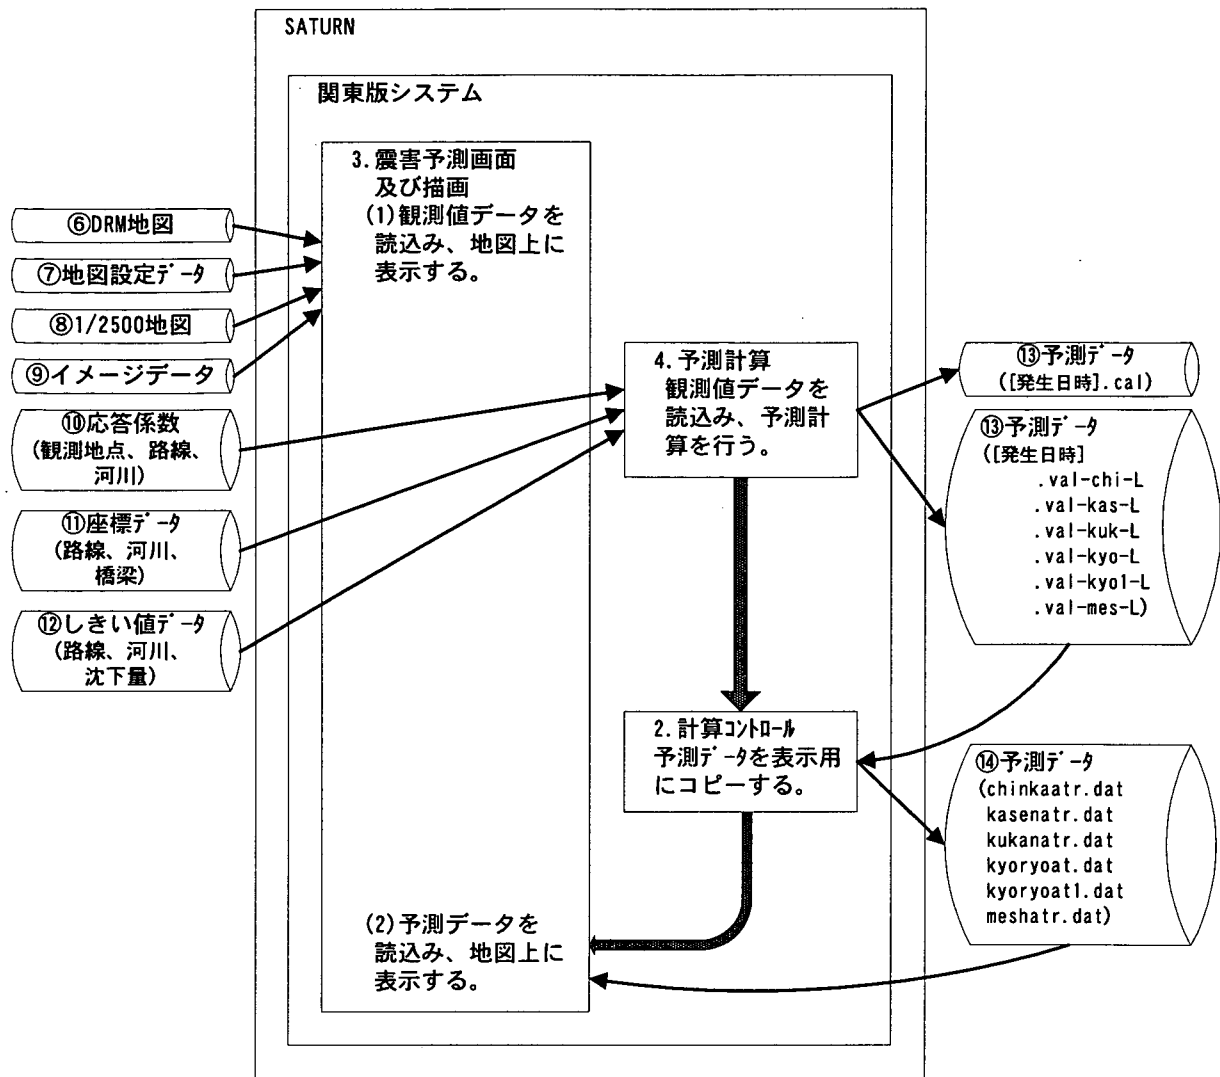 SATURN
関東版システム
3.震害予測画面
及び描画
(1)観測値データを
読込み、地図上に
表示する。
⑥DRM地図
⑦地図設定ﾃﾞｰﾀ
⑧1/2500地図
⑨イメージデータ
⑩応答係数
(観測地点、路線、
河川)
⑪座標ﾃﾞｰﾀ
(路線、河川、
橋梁)
⑫しきい値ﾃﾞｰﾀ
(路線、河川、
沈下量)
4.予測計算
観測値データを
読込み、予測計
算を行う。
⑬予測ﾃﾞｰﾀ
([発生日時].cal)
⑬予測ﾃﾞｰﾀ
([発生日時]
.val-chi-L
.val-kas-L
.val-kuk-L
.val-kyo-L
.val-kyo1-L
.val-mes-L)
2.計算ｺﾝﾄﾛｰﾙ
予測ﾃﾞｰﾀを表示用
にコピーする。
⑭予測ﾃﾞｰﾀ
(chinkaatr.dat
kasenatr.dat
kukanatr.dat
kyoryoat.dat
kyoryoat1.dat
meshatr.dat)
(2)予測データを
読込み、地図上に
表示する。